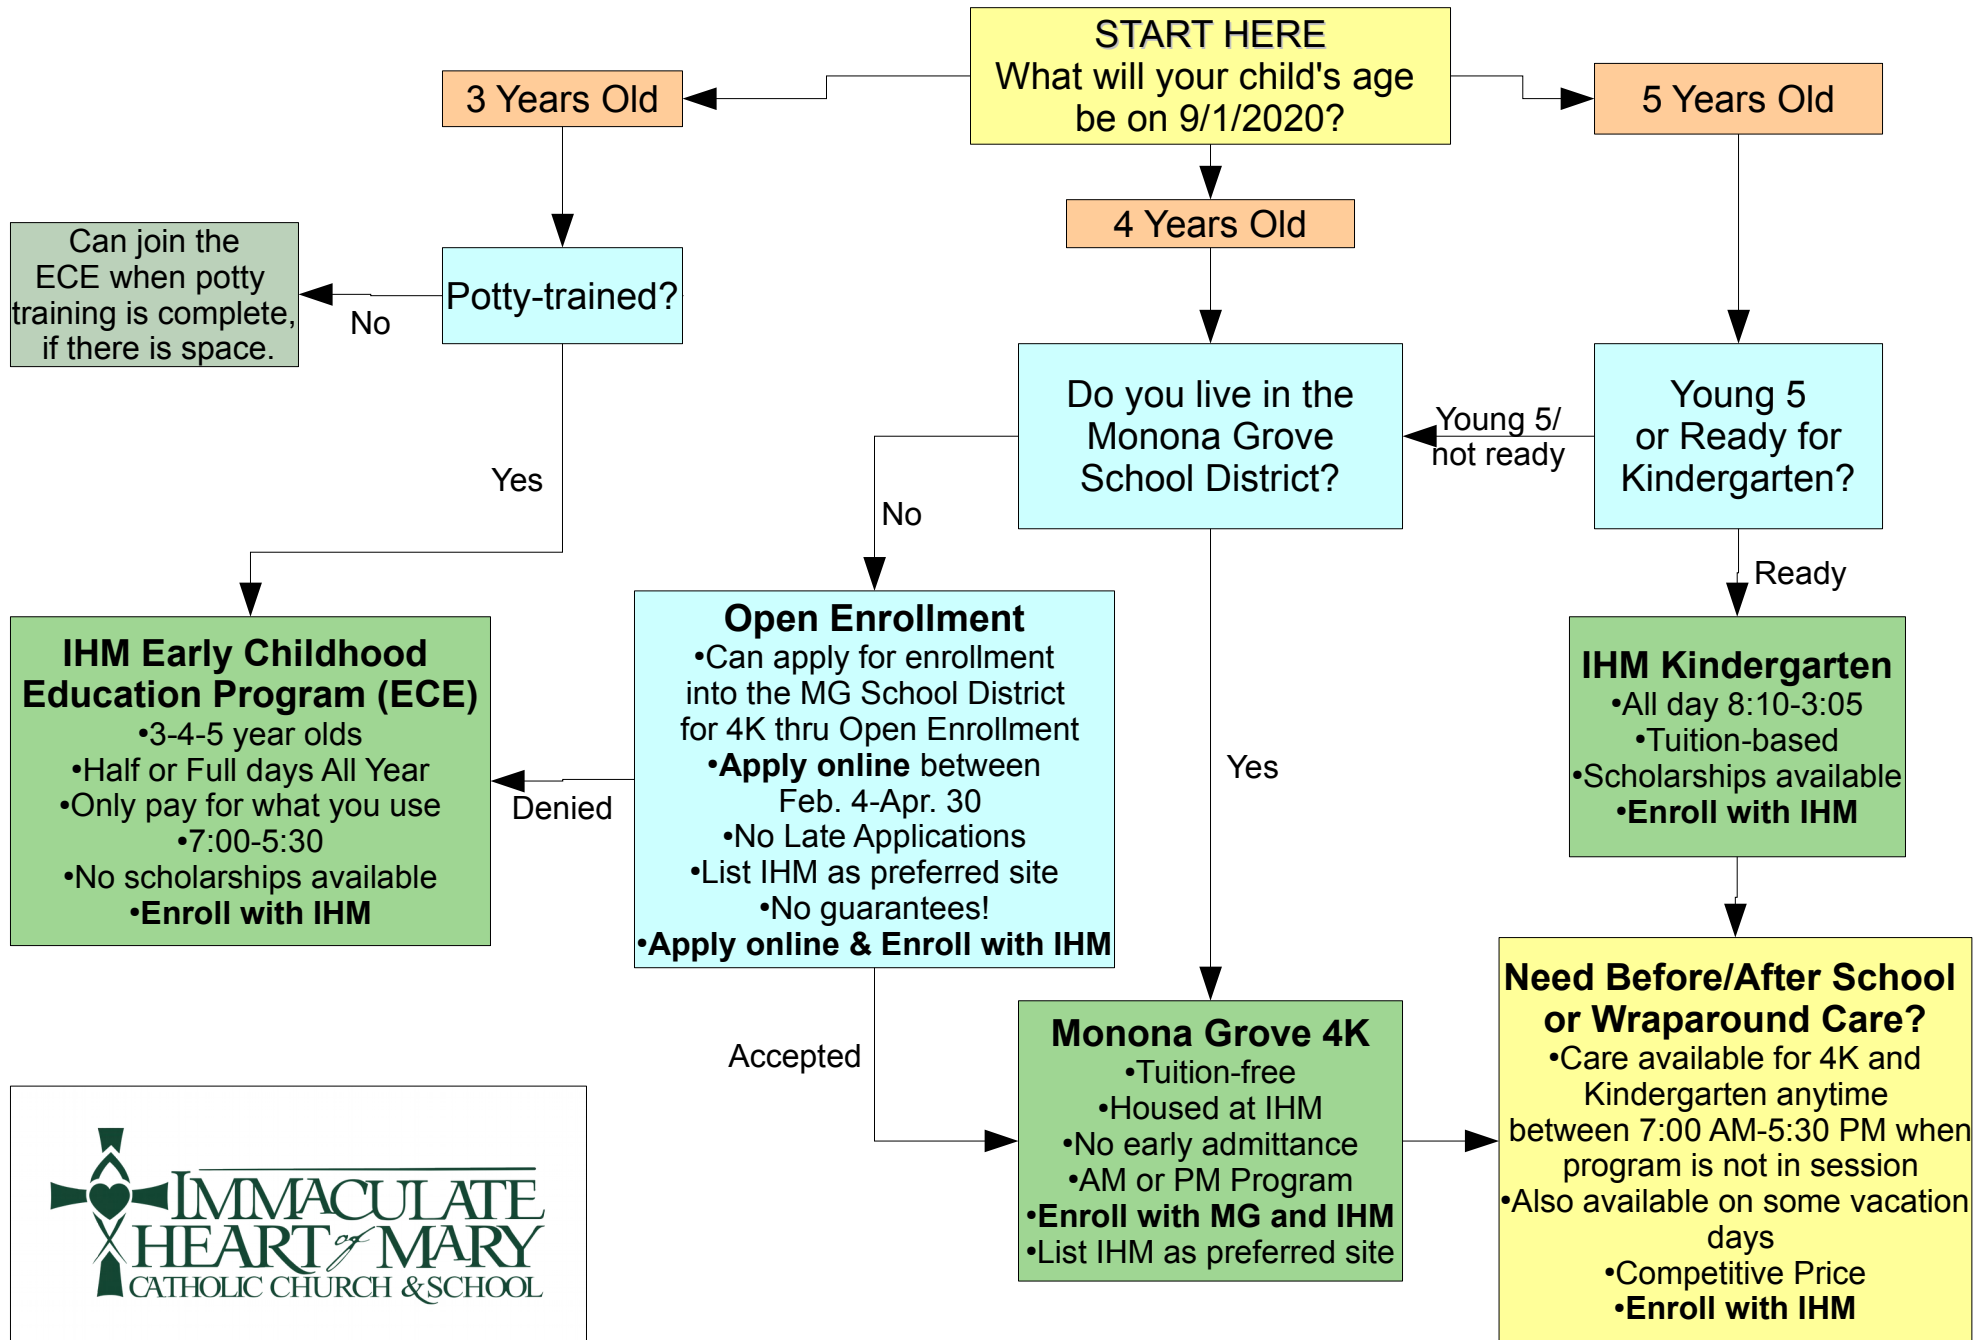 START HERE
What will your child's age
be on 9/1/2020?
3 Years Old
5 Years Old
4 Years Old
Can join the
ECE when potty
training is complete,
if there is space.
No
Potty-trained?
Yes
Do you live in the
Monona Grove
School District?
Young 5/
not ready
Young 5
or Ready for
Kindergarten?
No
Yes
Ready
IHM Early Childhood
Education Program (ECE)
•3-4-5 year olds
•Half or Full days All Year
•Only pay for what you use
•7:00-5:30
•No scholarships available
•Enroll with IHM
Denied
Open Enrollment
•Can apply for enrollment
into the MG School District
for 4K thru Open Enrollment
•Apply online between
Feb. 4-Apr. 30
•No Late Applications
•List IHM as preferred site
•No guarantees!
•Apply online & Enroll with IHM
IHM Kindergarten
•All day 8:10-3:05
•Tuition-based
•Scholarships available
•Enroll with IHM
Accepted
Monona Grove 4K
•Tuition-free
•Housed at IHM
•No early admittance
•AM or PM Program
•Enroll with MG and IHM
•List IHM as preferred site
Need Before/After School
or Wraparound Care?
•Care available for 4K and
Kindergarten anytime
between 7:00 AM-5:30 PM when
program is not in session
•Also available on some vacation
days
•Competitive Price
•Enroll with IHM
IMMACULATE
HEART of MARY
CATHOLIC CHURCH & SCHOOL